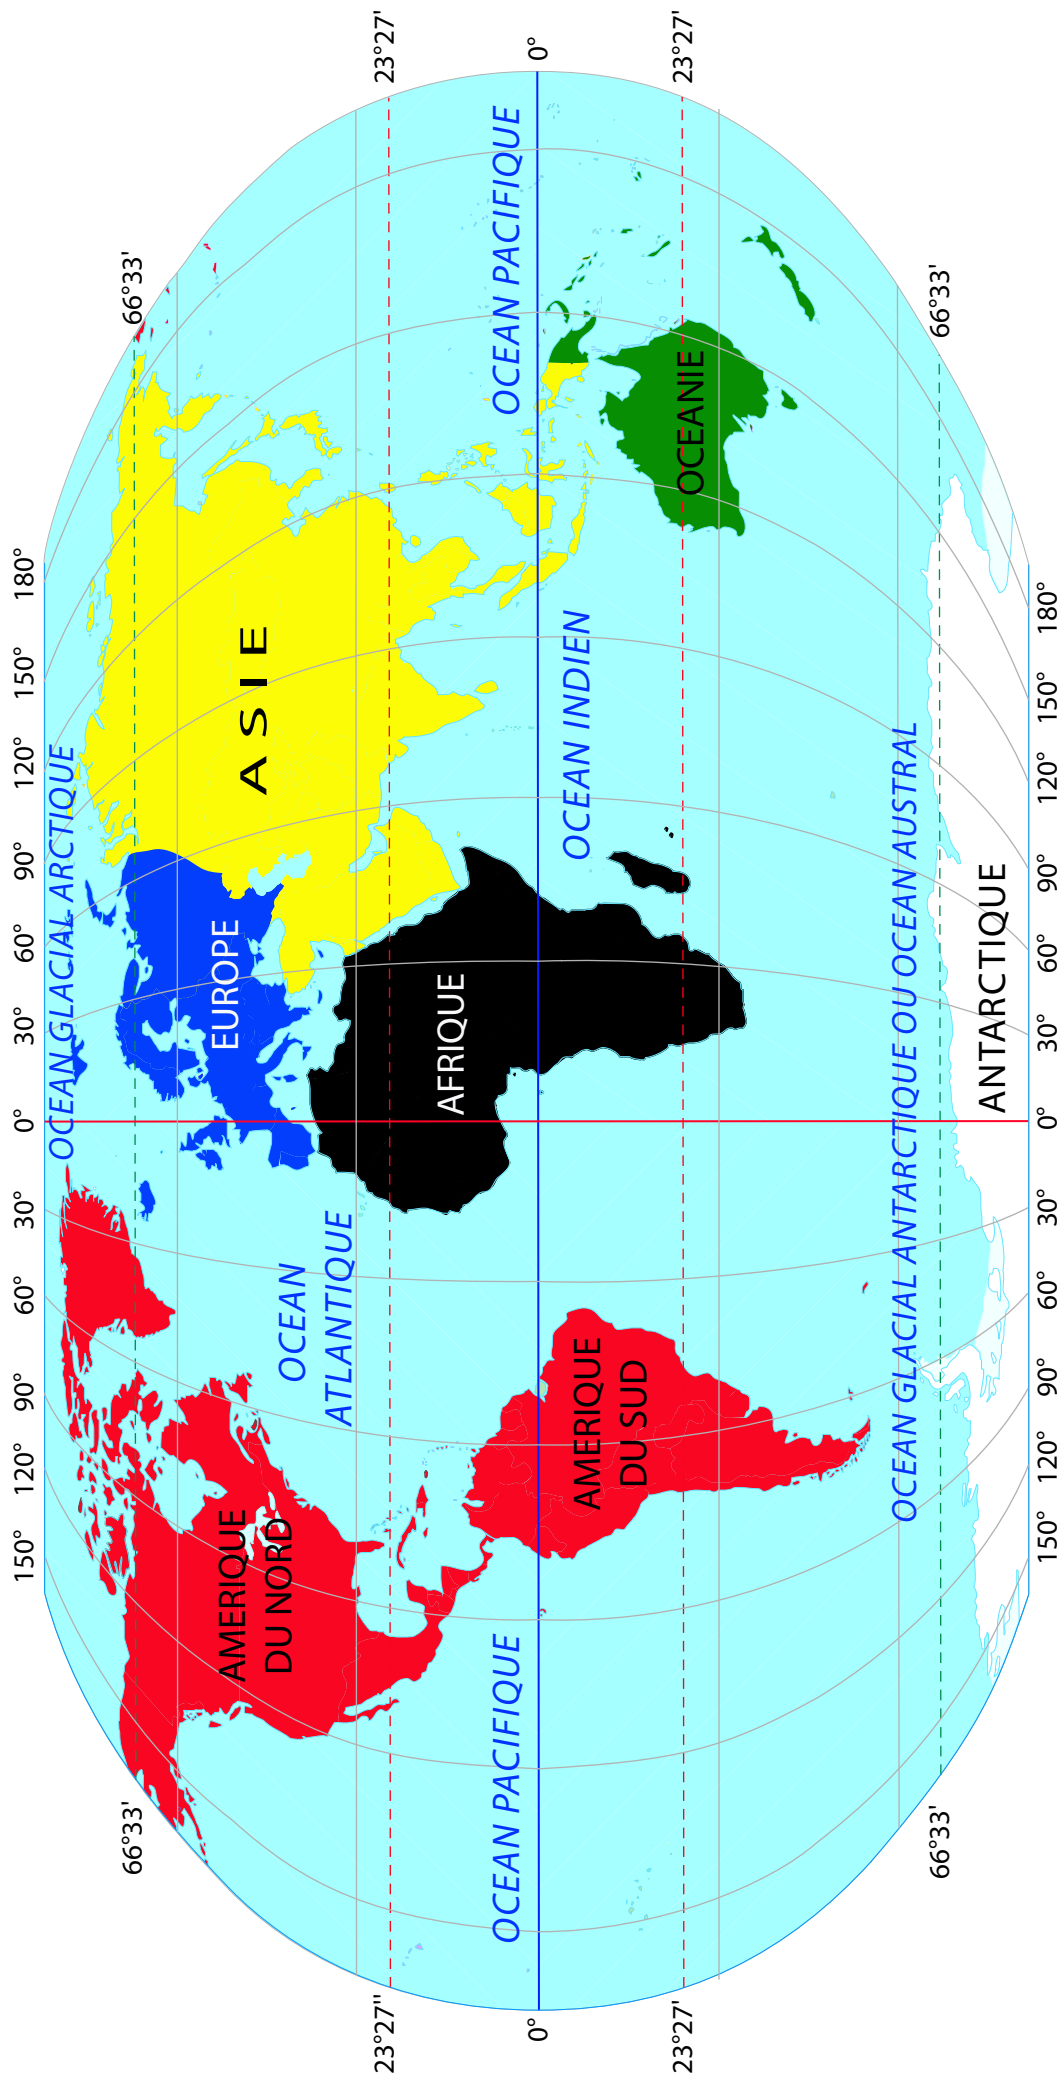 180°
150°
120°
90°
60°
30°
0°
30°
60°
90°
120°
150°
OCEAN GLACIAL ARCTIQUE
66°33'
66°33'
EUROPE
A S I E
AMERIQUE
DU NORD
OCEAN
ATLANTIQUE
23°27''
23°27'
AFRIQUE
OCEAN PACIFIQUE
OCEAN PACIFIQUE
0°
0°
OCEAN INDIEN
AMERIQUE
DU SUD
OCEANIE
23°27'
23°27'
OCEAN GLACIAL ANTARCTIQUE OU OCEAN AUSTRAL
66°33'
66°33'
ANTARCTIQUE
150°
120°
90°
60°
30°
0°
30°
60°
90°
120°
150°
180°